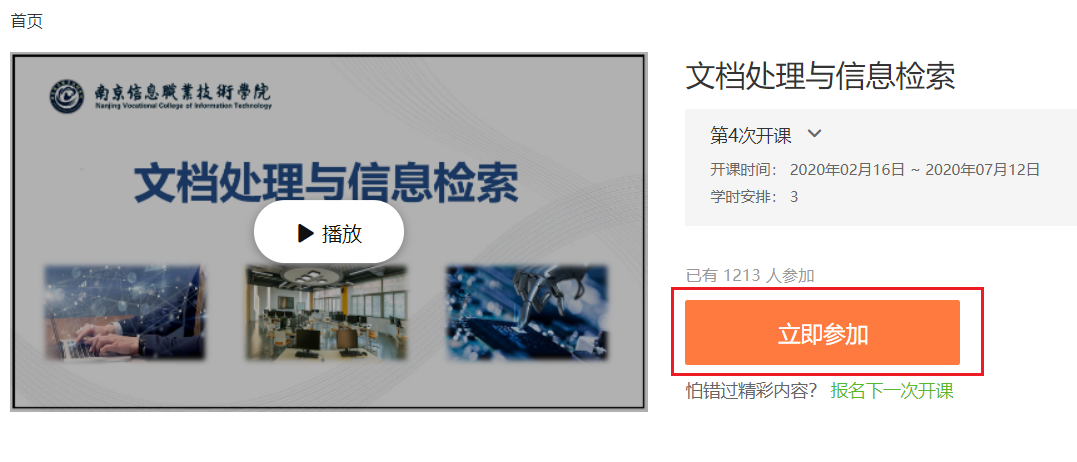 首页
南京信息職業技術學院
Nanjing Vocational College of Information Technology
文档处理与信息检索
播放
文档处理与信息检索
第4次开课
开课时间： 2020年02月16日 ~ 2020年07月12日
学时安排： 3
已有 1213 人参加
立即参加
怕错过精彩内容？ 报名下一次开课